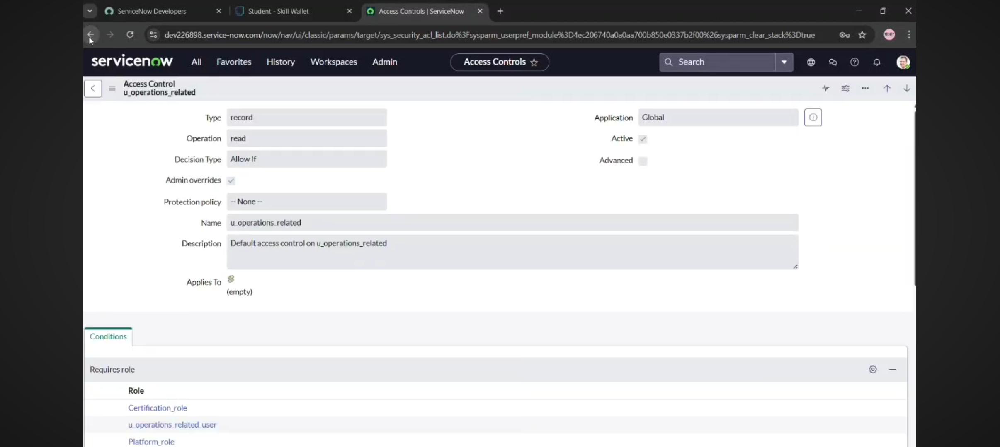 ServiceNow Developers
Student - Skill Wallet
Access Controls | ServiceNow
dev226898.service-now.com/now/nav/ui/classic/params/target/sys_security_acl_list.do%3Fsysparm_userpref_module%3D4ec206740a0a0aa700b850e0337b2f00%26sysparm_clear_stack%3Dtrue
servicenow All Favorites History Workspaces Admin Access Controls Search
Access Control
u_operations_related
Type record Application Global
Operation read Active
Decision Type Allow If Advanced
Admin overrides
Protection policy -- None --
Name u_operations_related
Description Default access control on u_operations_related
Applies To
(empty)
Conditions
Requires role
Role
Certification_role
u_operations_related_user
Platform_role